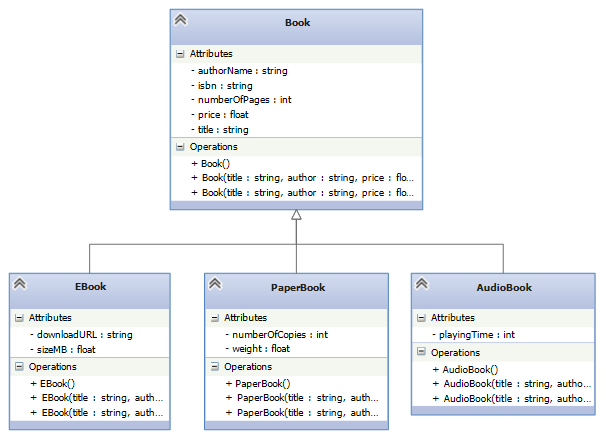 Book
Attributes
- authorName : string
- isbn : string
- numberOfPages : int
- price : float
- title : string
Operations
+ Book()
+ Book(title : string, author : string, price : flo...
+ Book(title : string, author : string, price : flo...
EBook
Attributes
- downloadURL : string
- sizeMB : float
Operations
+ EBook()
+ EBook(title : string, auth...
+ EBook(title : string, auth...
PaperBook
Attributes
- numberOfCopies : int
- weight : float
Operations
+ PaperBook()
+ PaperBook(title : string, auth...
+ PaperBook(title : string, auth...
AudioBook
Attributes
- playingTime : int
Operations
+ AudioBook()
+ AudioBook(title : string, autho...
+ AudioBook(title : string, autho...